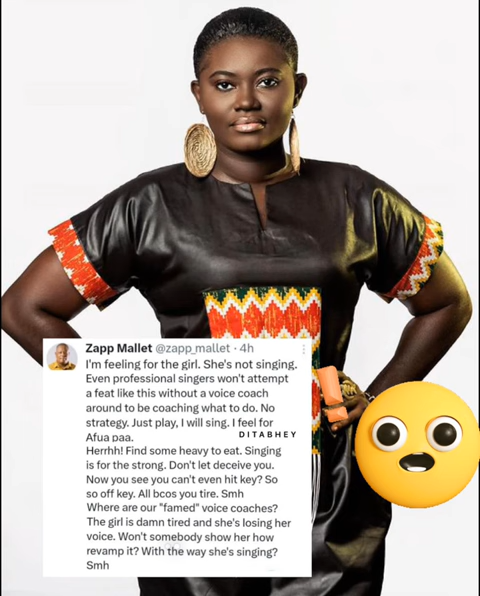 Zapp Mallet @zapp_mallet · 4h
I'm feeling for the girl. She's not singing.
Even professional singers won't attempt
a feat like this without a voice coach
around to be coaching what to do. No
strategy. Just play, I will sing. I feel for
Afua paa.
DITABHEY
Herrhh! Find some heavy to eat. Singing
is for the strong. Don't let deceive you.
Now you see you can't even hit key? So
so off key. All bcos you tire. Smh
Where are our "famed" voice coaches?
The girl is damn tired and she's losing her
voice. Won't somebody show her how
revamp it? With the way she's singing?
Smh